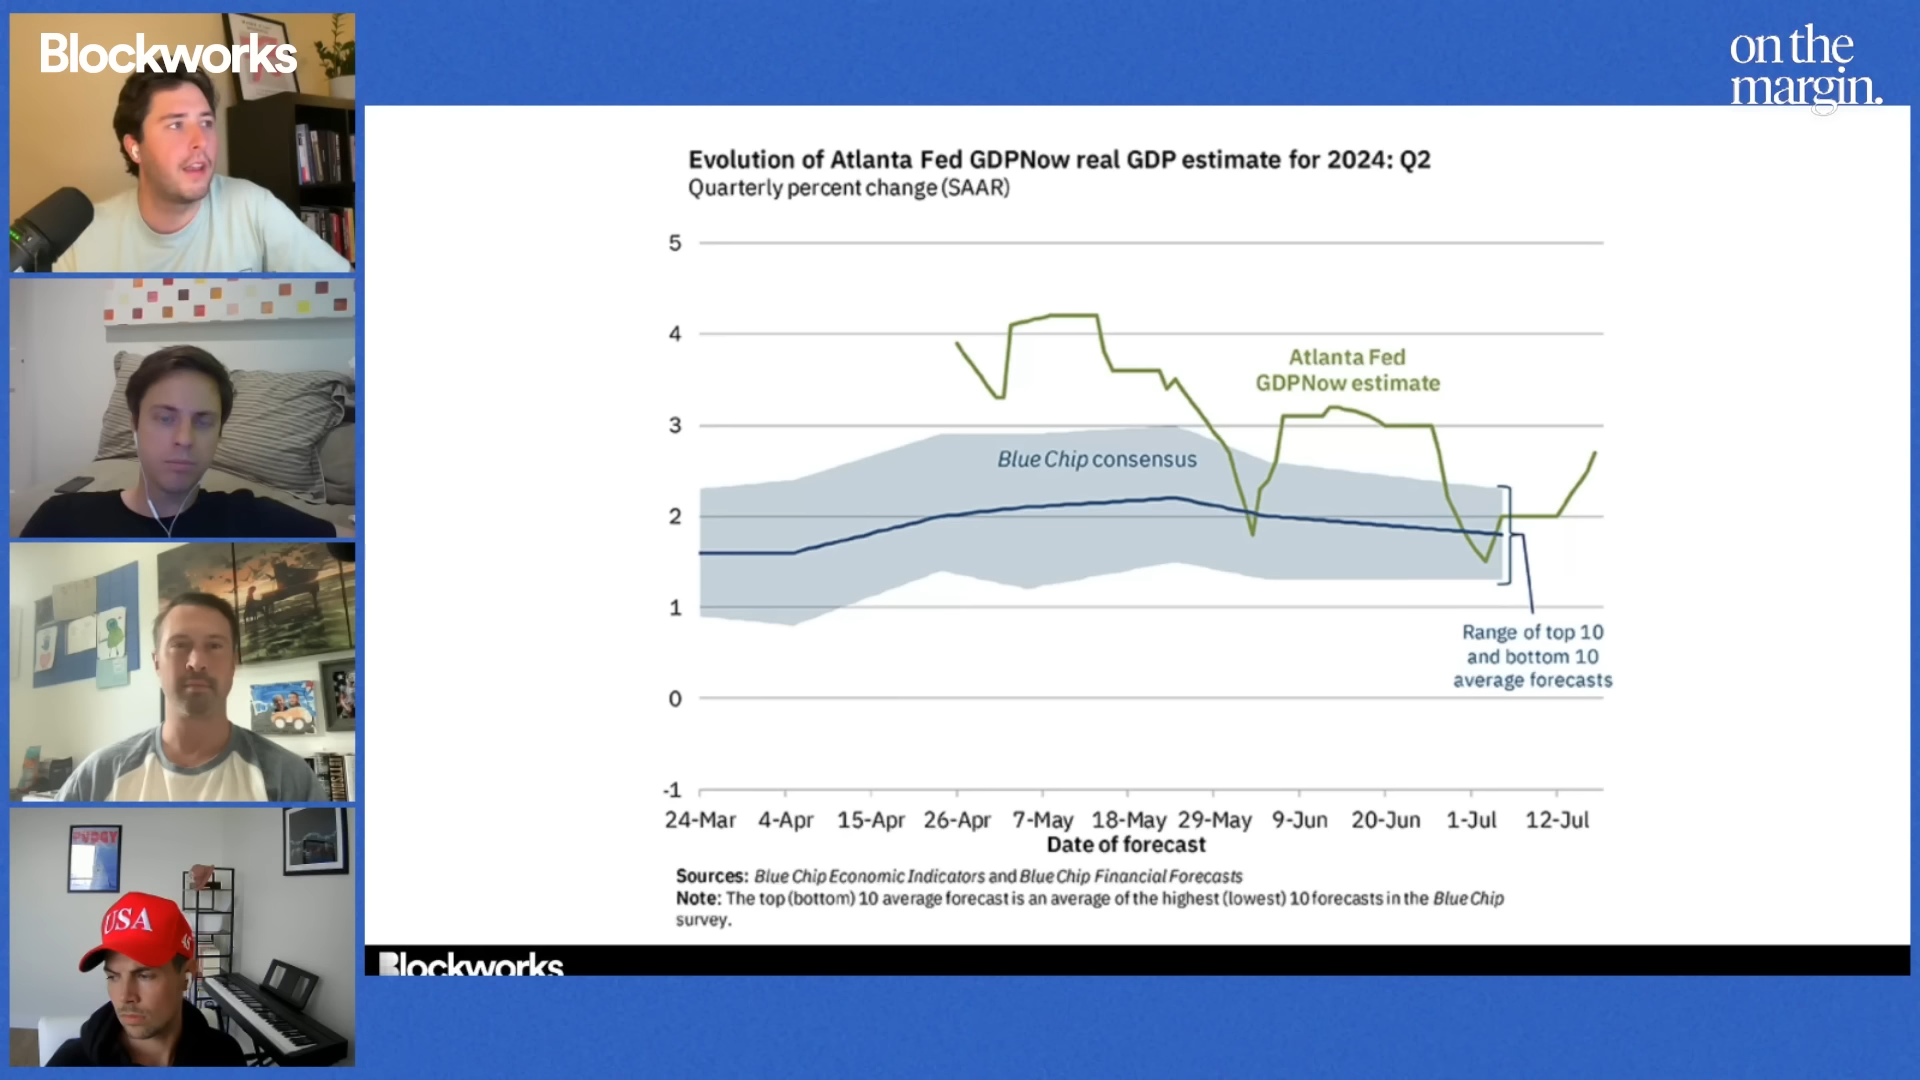 Blockworks
on the
margin.
Evolution of Atlanta Fed GDPNow real GDP estimate for 2024: Q2
Quarterly percent change (SAAR)
5
4
3
2
1
0
-1
Atlanta Fed
GDPNow estimate
Blue Chip consensus
Range of top 10
and bottom 10
average forecasts
24-Mar 4-Apr 15-Apr 26-Apr 7-May 18-May 29-May 9-Jun 20-Jun 1-Jul 12-Jul
Date of forecast
Sources: Blue Chip Economic Indicators and Blue Chip Financial Forecasts
Note: The top (bottom) 10 average forecast is an average of the highest (lowest) 10 forecasts in the Blue Chip
survey.
Blockworks
PUDGY
USA